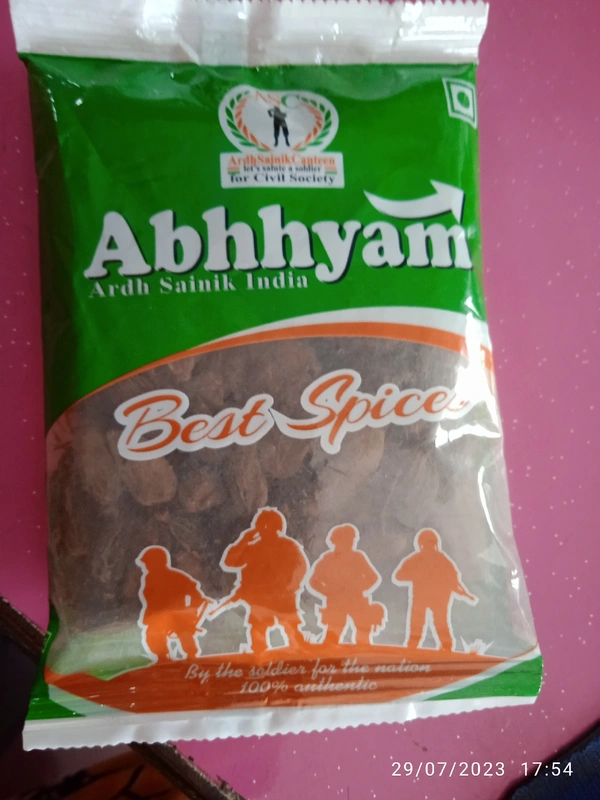 ArdhSainikCanteen
let's salute a soldier
for Civil Society
Abhhyam
Ardh Sainik India
Best Spices
By the soldier for the nation
100% authentic
29/07/2023 17:54